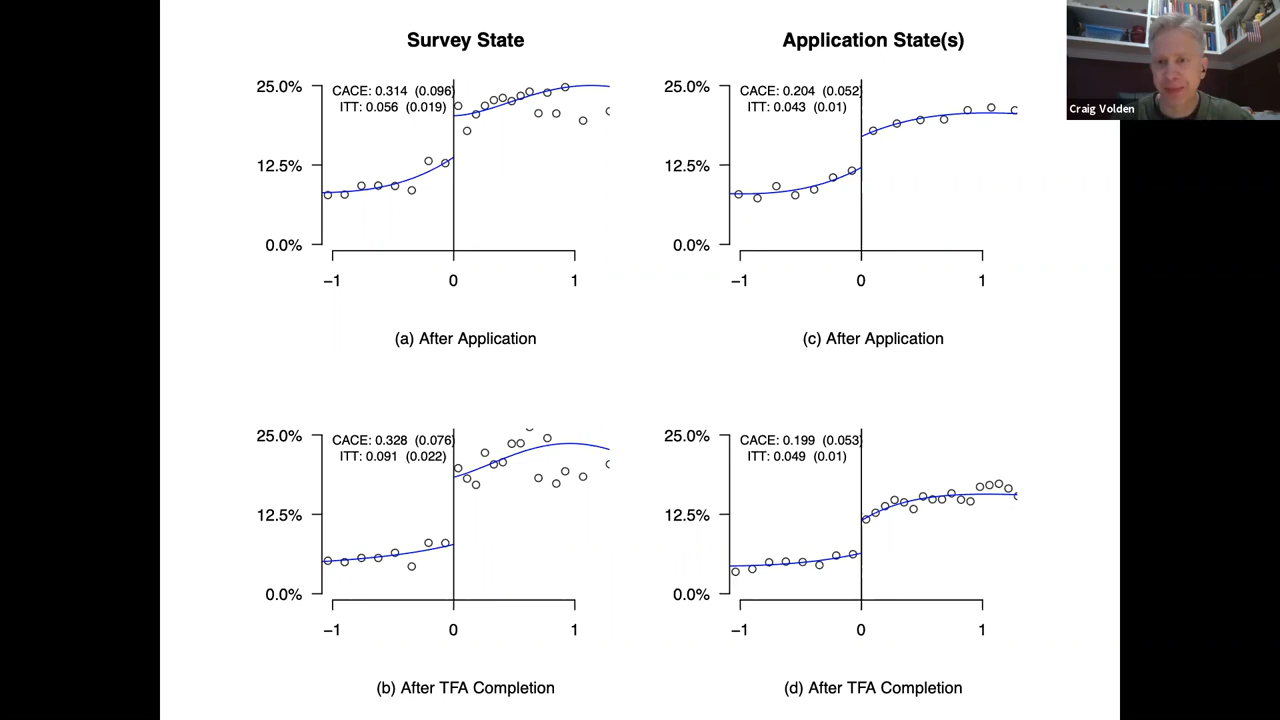 Survey State
25.0%
CACE: 0.314 (0.096)
ITT: 0.056 (0.019)
12.5%
0.0%
−1
0
1
(a) After Application
Application State(s)
25.0%
CACE: 0.204 (0.052)
ITT: 0.043 (0.01)
12.5%
0.0%
−1
0
1
(c) After Application
25.0%
CACE: 0.328 (0.076)
ITT: 0.091 (0.022)
12.5%
0.0%
−1
0
1
(b) After TFA Completion
25.0%
CACE: 0.199 (0.053)
ITT: 0.049 (0.01)
12.5%
0.0%
−1
0
1
(d) After TFA Completion
Craig Volden